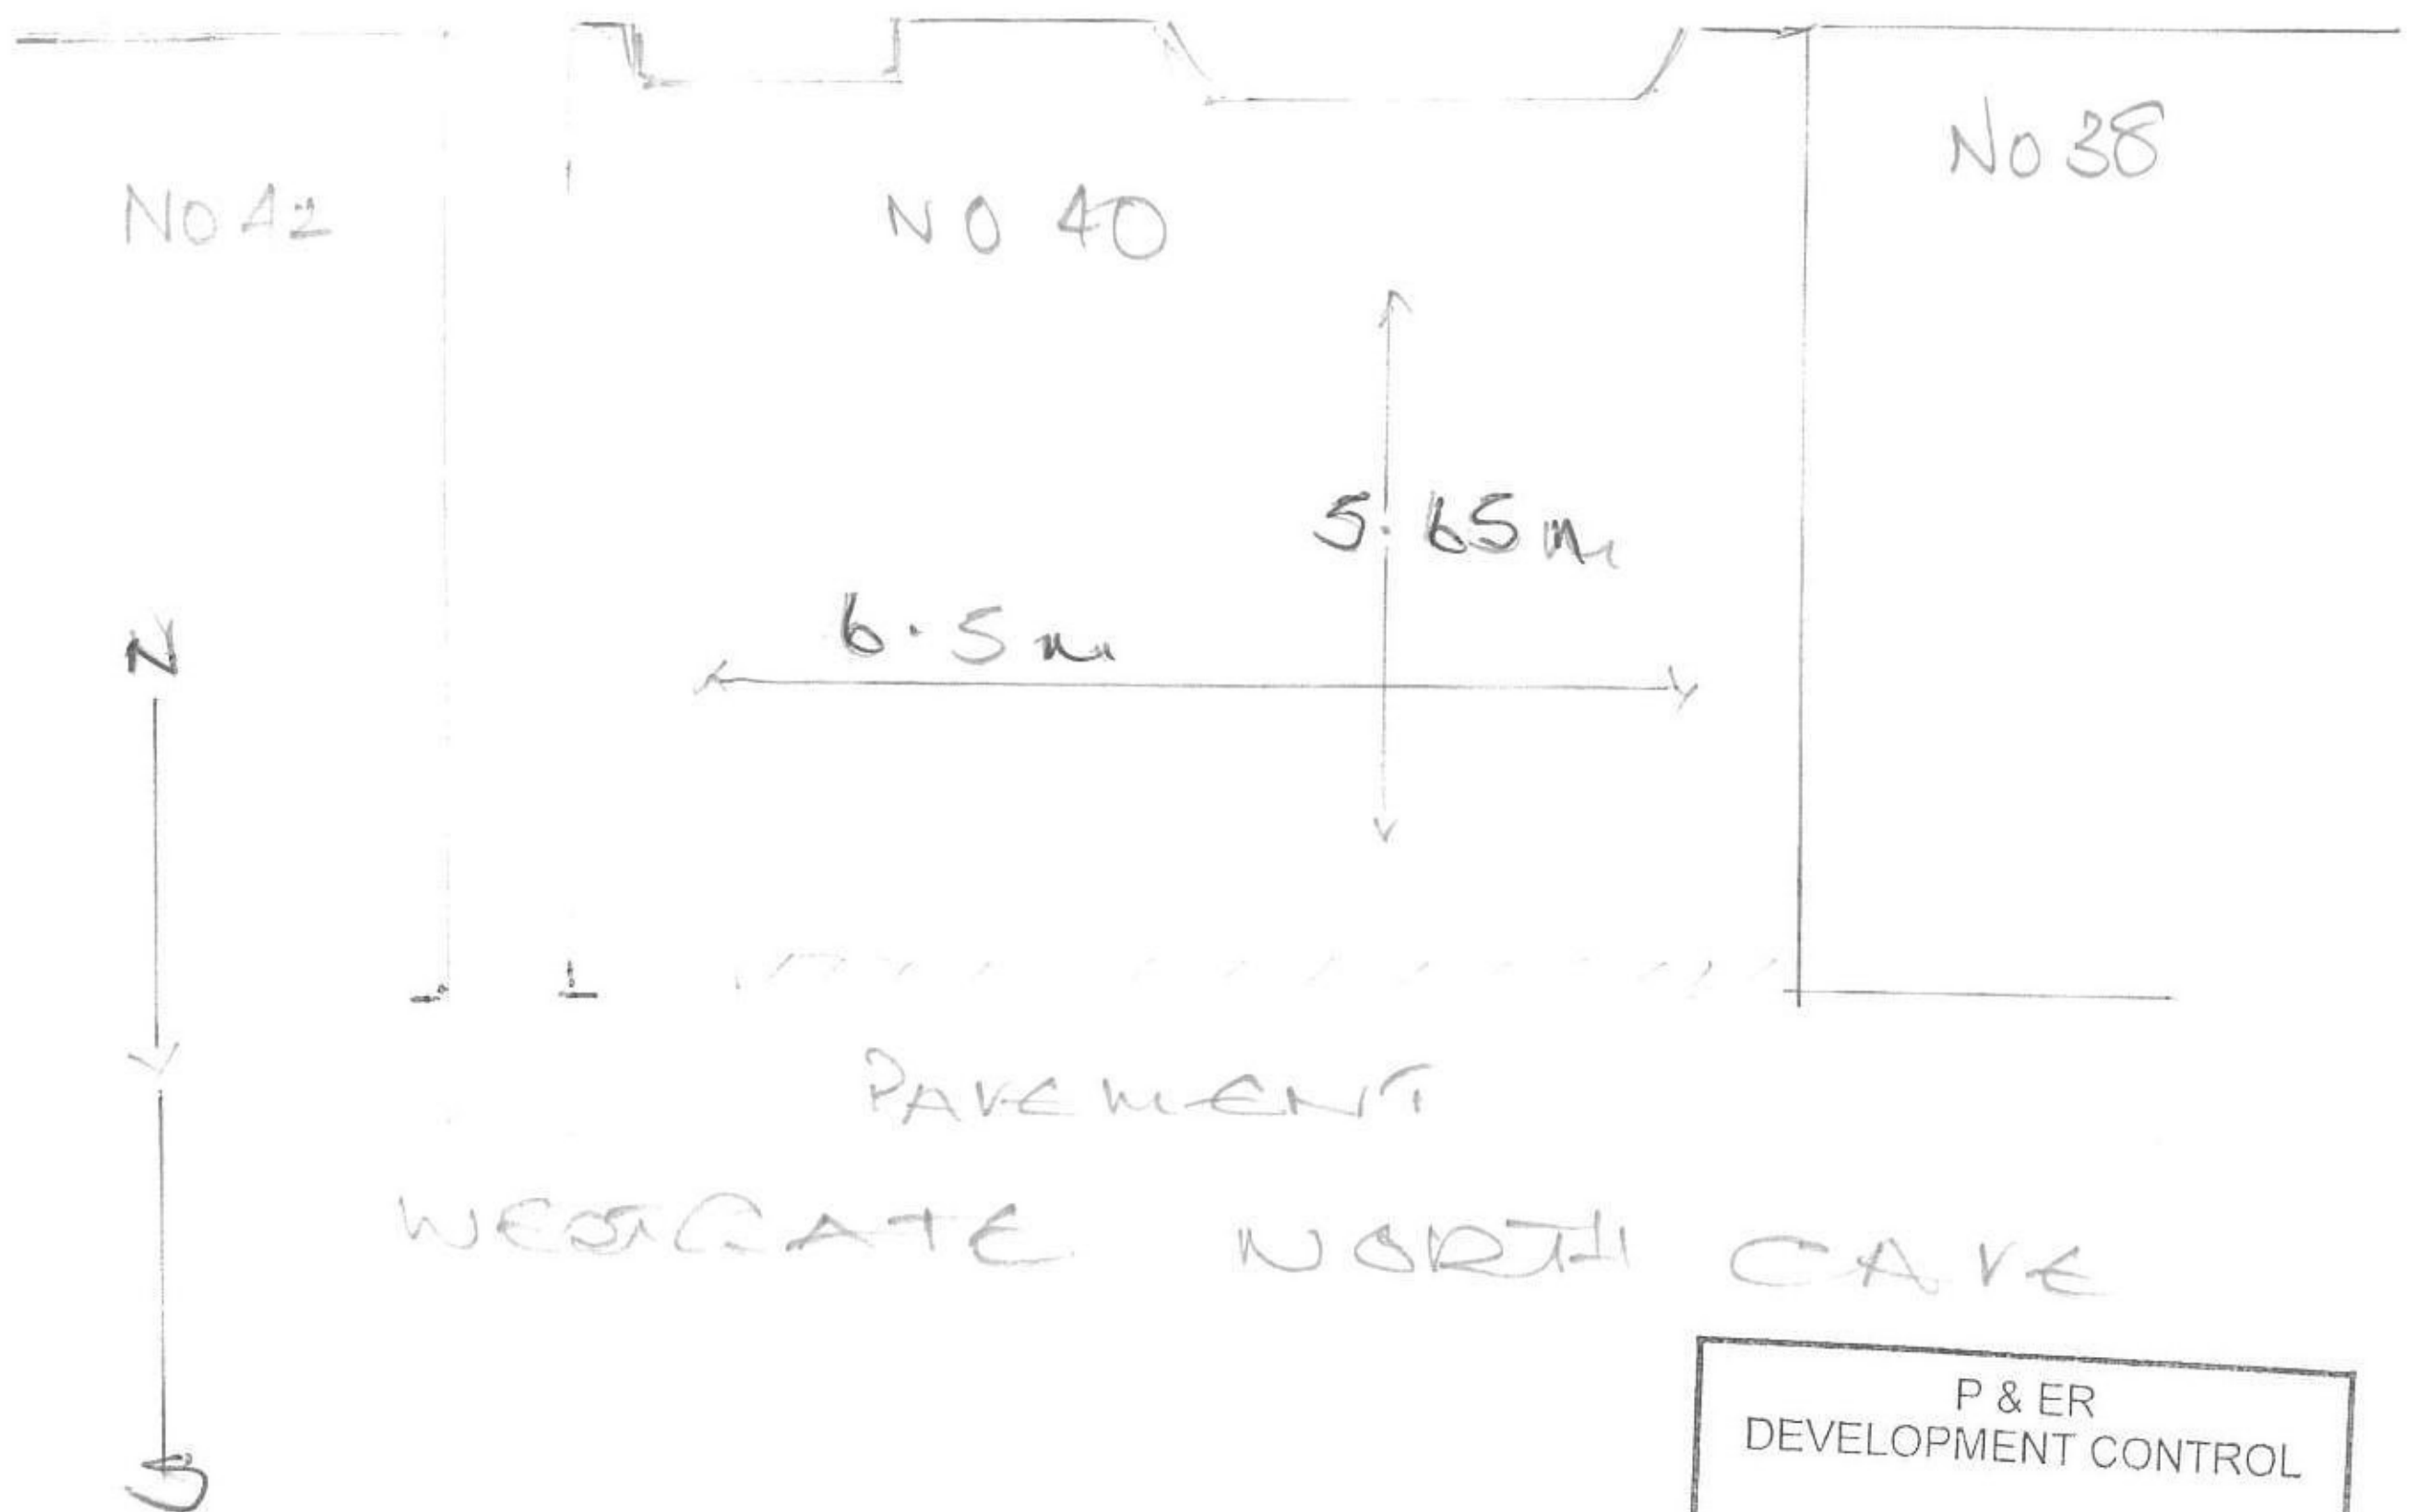 No 38
NO 42
NO 40
5.65m
6.5m
N
PAVEMENT
WESTGATE NORTH CAVE
S
P & ER
DEVELOPMENT CONTROL